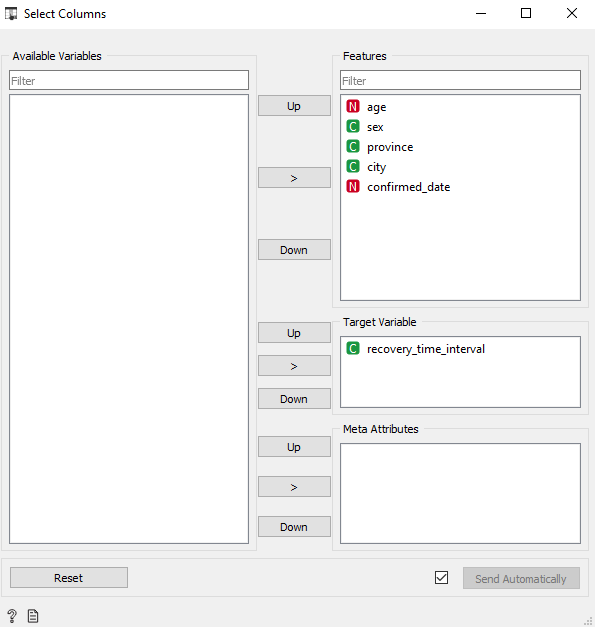 Select Columns
Available Variables
Filter
Up
>
Down
Up
>
Down
Up
>
Down
Features
Filter
N age
C sex
C province
C city
N confirmed_date
Target Variable
C recovery_time_interval
Meta Attributes
Reset
Send Automatically
?